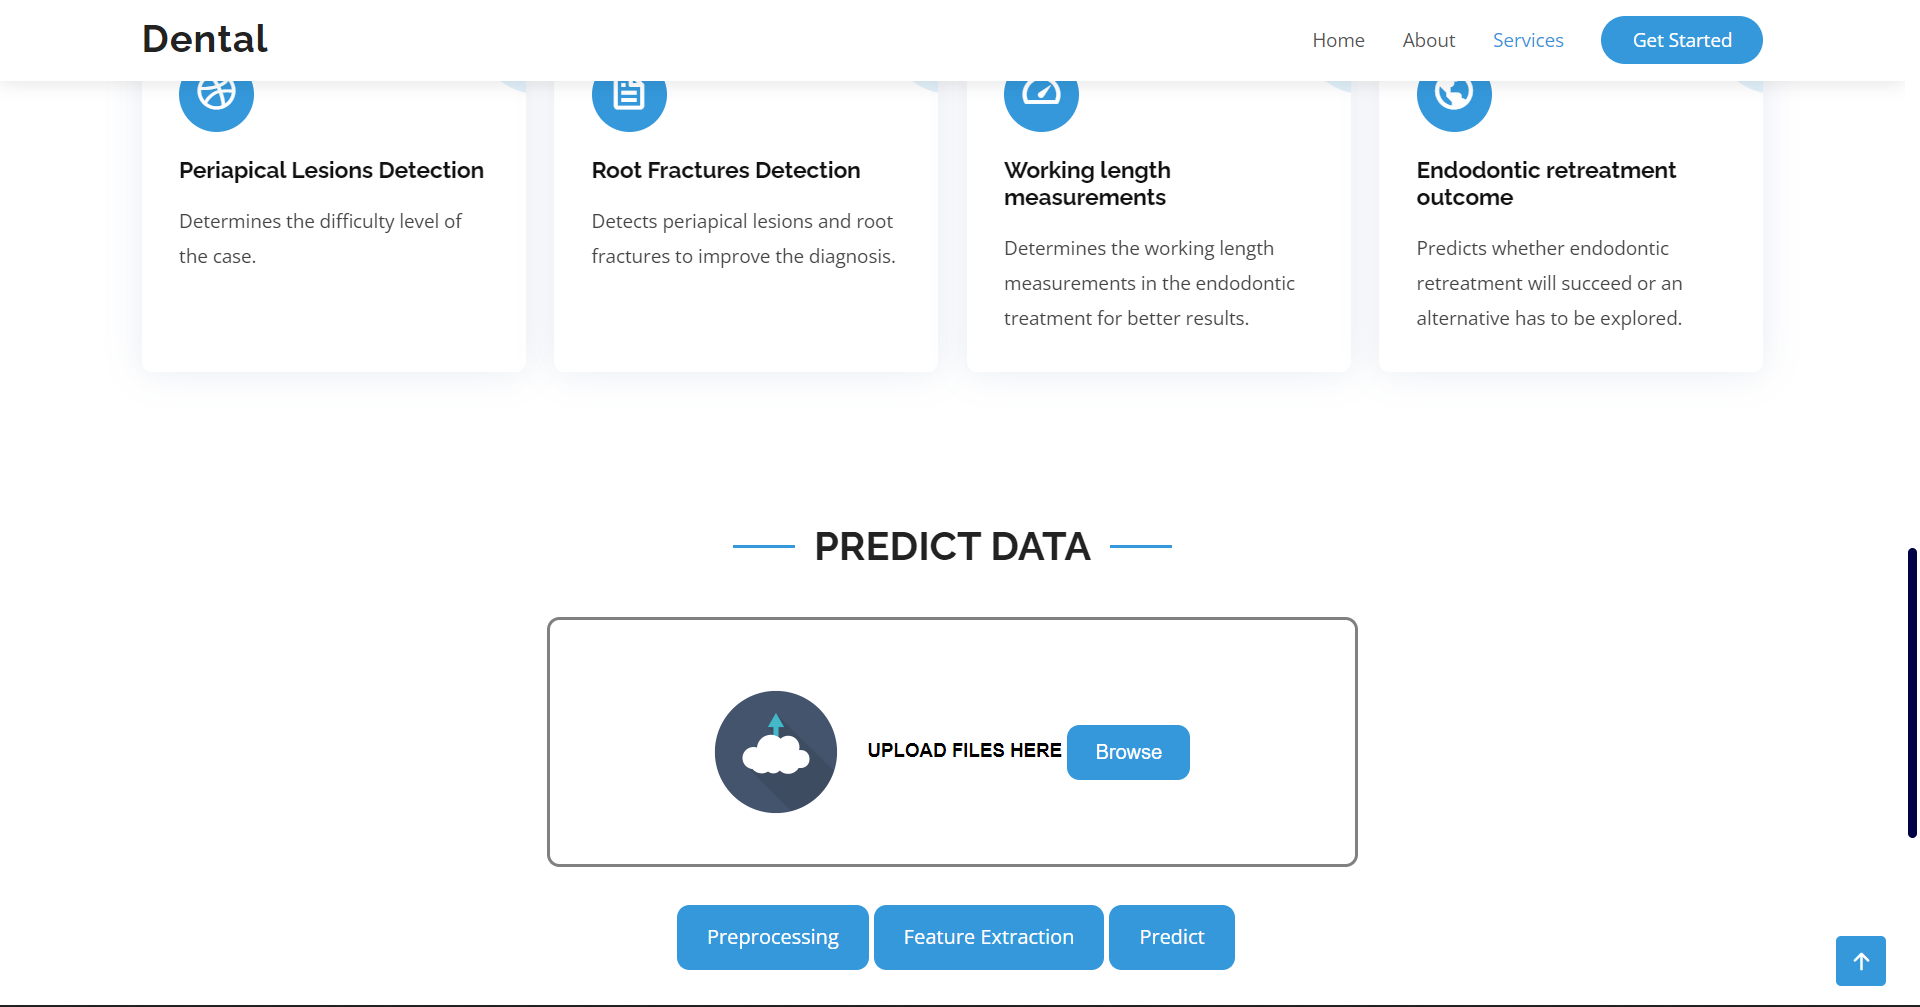 Dental
Home
About
Services
Get Started
Periapical Lesions Detection
Determines the difficulty level of
the case.
Root Fractures Detection
Detects periapical lesions and root
fractures to improve the diagnosis.
Working length
measurements
Determines the working length
measurements in the endodontic
treatment for better results.
Endodontic retreatment
outcome
Predicts whether endodontic
retreatment will succeed or an
alternative has to be explored.
PREDICT DATA
UPLOAD FILES HERE
Browse
Preprocessing
Feature Extraction
Predict